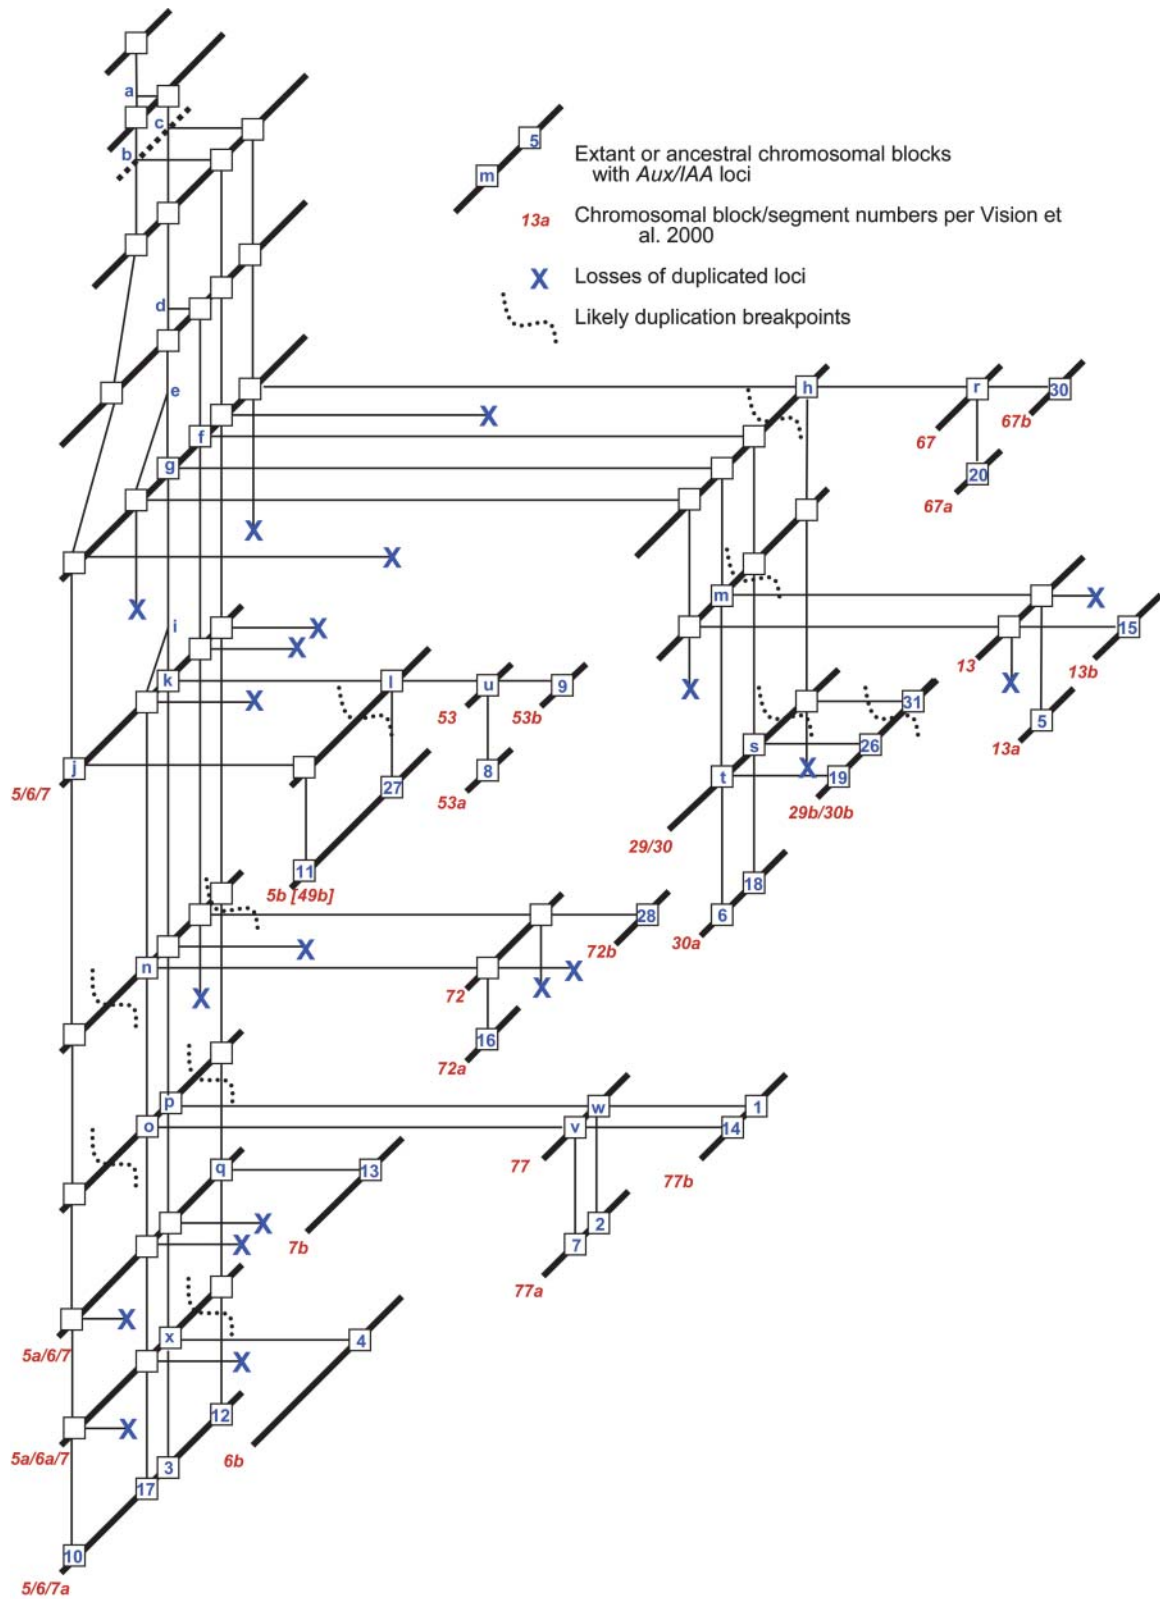 a
c
b
5
m
Extant or ancestral chromosomal blocks
with Aux/IAA loci
13a
Chromosomal block/segment numbers per Vision et
al. 2000
X Losses of duplicated loci
Likely duplication breakpoints
d
e
h
r
30
X
67b
f
67
g
20
67a
X
X
X
m
X
15
i
X
X
13
13b
k
l
u
9
X
X
X
53
53b
31
5
13a
s
26
j
8
X
t
19
5/6/7
27
53a
29b/30b
29/30
11
18
5b [49b]
28
6
30a
72b
X
n
X
X
72
X
16
72a
p
w
1
o
v
14
77
77b
q
13
X
2
X
7b
7
77a
X
x
4
5a/6/7
X
12
X
5a/6a/7
6b
3
17
10
5/6/7a